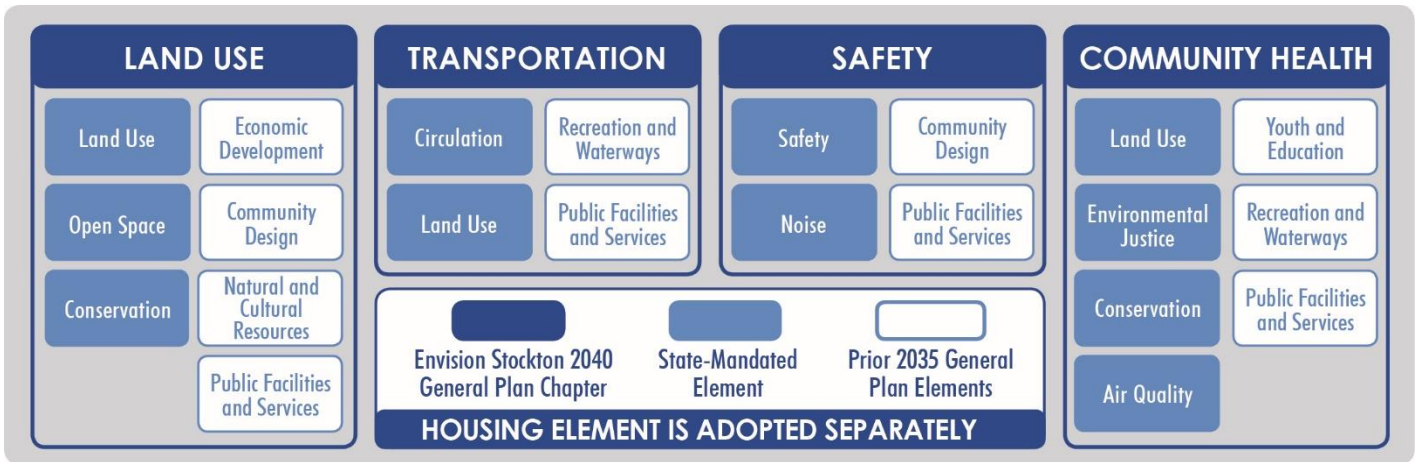 LAND USE
Land Use
Economic
Development
Open Space
Community
Design
Conservation
Natural and
Cultural
Resources
Public Facilities
and Services
TRANSPORTATION
Circulation
Recreation and
Waterways
Land Use
Public Facilities
and Services
SAFETY
Safety
Community
Design
Noise
Public Facilities
and Services
COMMUNITY HEALTH
Land Use
Youth and
Education
Environmental
Justice
Recreation and
Waterways
Conservation
Public Facilities
and Services
Air Quality
Envision Stockton 2040
General Plan Chapter
State-Mandated
Element
Prior 2035 General
Plan Elements
HOUSING ELEMENT IS ADOPTED SEPARATELY